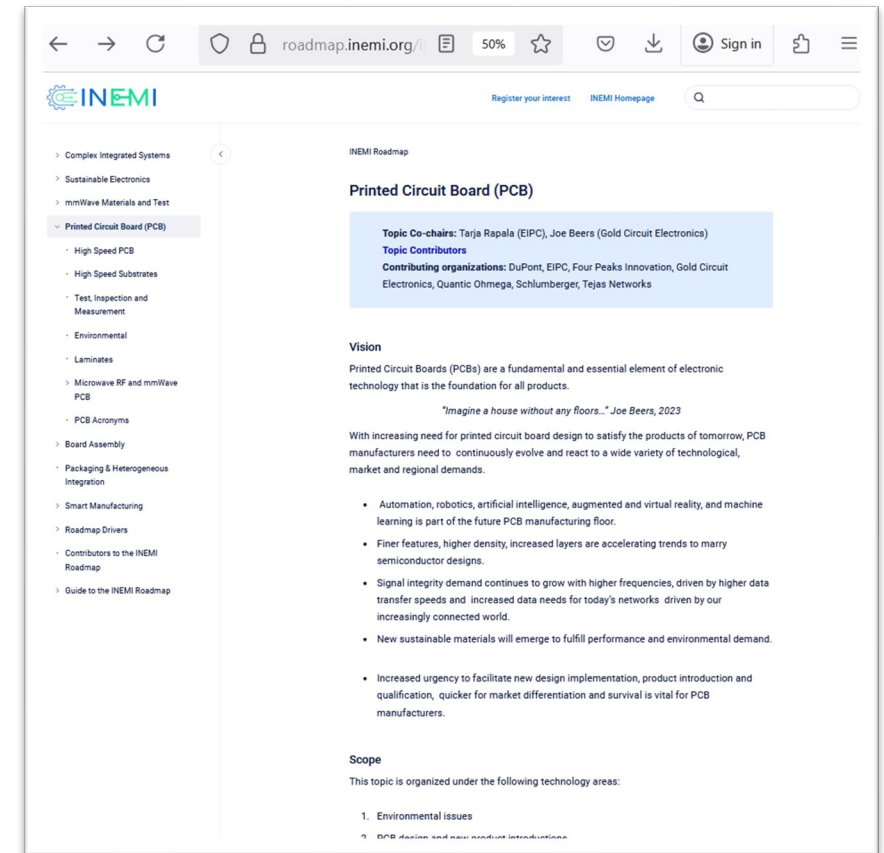 roadmap.inemi.org/
50%
Sign in
INEMI
Register your interest
INEMI Homepage
Complex Integrated Systems
Sustainable Electronics
mmWave Materials and Test
Printed Circuit Board (PCB)
High Speed PCB
High Speed Substrates
Test, Inspection and
Measurement
Environmental
Laminates
Microwave RF and mmWave
PCB
PCB Acronyms
Board Assembly
Packaging & Heterogeneous
Integration
Smart Manufacturing
Roadmap Drivers
Contributors to the INEMI
Roadmap
Guide to the INEMI Roadmap
INEMI Roadmap
Printed Circuit Board (PCB)
Topic Co-chairs: Tarja Rapala (EIPC), Joe Beers (Gold Circuit Electronics)
Topic Contributors
Contributing organizations: DuPont, EIPC, Four Peaks Innovation, Gold Circuit
Electronics, Quantic Ohmega, Schlumberger, Tejas Networks
Vision
Printed Circuit Boards (PCBs) are a fundamental and essential element of electronic
technology that is the foundation for all products.
"Imagine a house without any floors…" Joe Beers, 2023
With increasing need for printed circuit board design to satisfy the products of tomorrow, PCB
manufacturers need to continuously evolve and react to a wide variety of technological,
market and regional demands.
• Automation, robotics, artificial intelligence, augmented and virtual reality, and machine
learning is part of the future PCB manufacturing floor.
• Finer features, higher density, increased layers are accelerating trends to marry
semiconductor designs.
• Signal integrity demand continues to grow with higher frequencies, driven by higher data
transfer speeds and increased data needs for today's networks driven by our
increasingly connected world.
• New sustainable materials will emerge to fulfill performance and environmental demand.
• Increased urgency to facilitate new design implementation, product introduction and
qualification, quicker for market differentiation and survival is vital for PCB
manufacturers.
Scope
This topic is organized under the following technology areas:
1. Environmental issues
2. PCB design and new product introductions